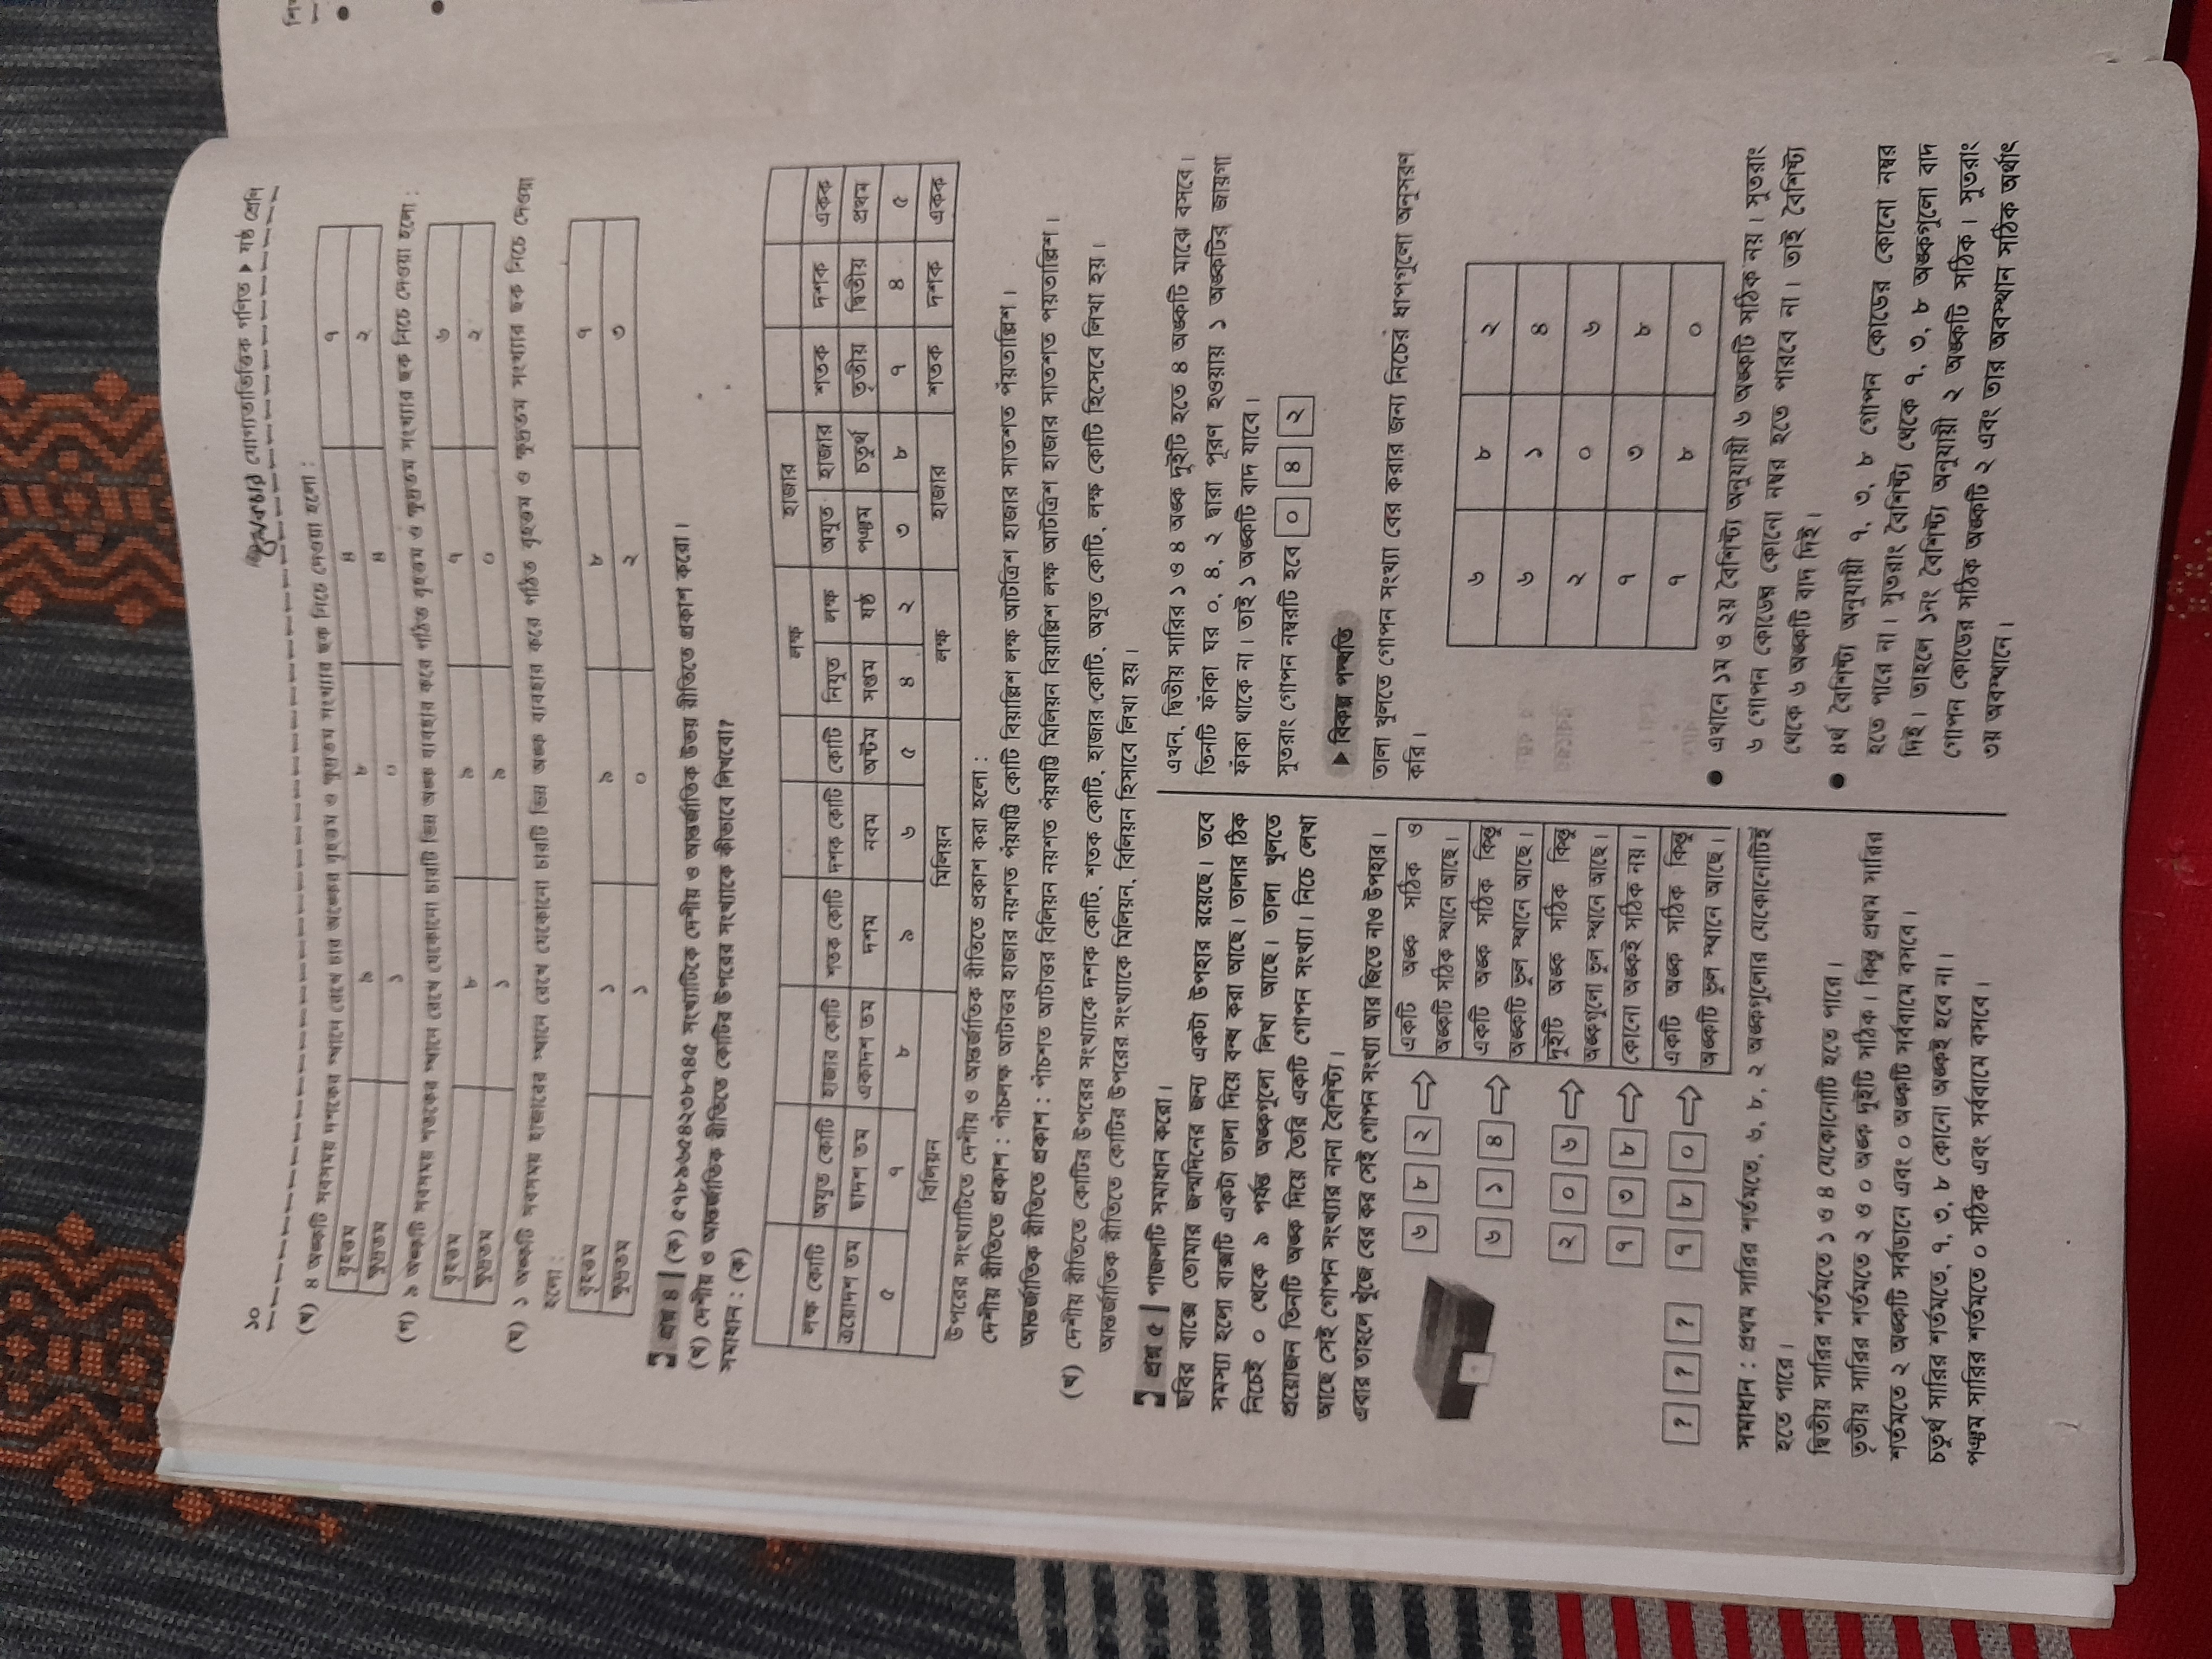 ১০
যোগ্যতাভিত্তিক গণিত ▶ ষষ্ঠ শ্রেণি
(খ) ৪ অঙ্কটি সবসময় দশকের স্থানে রেখে চার অঙ্কের বৃহত্তম ও ক্ষুদ্রতম সংখ্যার ছক নিচে দেওয়া হলো :
বৃহত্তম ৯ ৮ ৪ ৭
ক্ষুদ্রতম ১ ০ ৪ ২
(গ) ৯ অঙ্কটি সবসময় শতকের স্থানে রেখে যেকোনো চারটি ভিন্ন অঙ্ক ব্যবহার করে গঠিত বৃহত্তম ও ক্ষুদ্রতম সংখ্যার ছক নিচে দেওয়া হলো :
বৃহত্তম ৮ ৯ ৭ ৬
ক্ষুদ্রতম ১ ৯ ০ ২
(ঘ) ১ অঙ্কটি সবসময় হাজারের স্থানে রেখে যেকোনো চারটি ভিন্ন অঙ্ক ব্যবহার করে গঠিত বৃহত্তম ও ক্ষুদ্রতম সংখ্যার ছক নিচে দেওয়া
হলো :
বৃহত্তম ১ ৯ ৮ ৭
ক্ষুদ্রতম ১ ০ ২ ৩
প্রশ্ন ৪ | (ক) ৫৭৮৯৬৫৪২৩৮৭৪৫ সংখ্যাটিকে দেশীয় ও আন্তর্জাতিক উভয় রীতিতে প্রকাশ করো।
(খ) দেশীয় ও আন্তর্জাতিক রীতিতে কোটির উপরের সংখ্যাকে কীভাবে লিখবো?
সমাধান : (ক)
লক্ষ হাজার
লক্ষ কোটি অযুত কোটি হাজার কোটি শতক কোটি দশক কোটি কোটি নিযুত লক্ষ অযুত হাজার শতক দশক একক
ত্রয়োদশ তম দ্বাদশ তম একাদশ তম দশম নবম অষ্টম সপ্তম ষষ্ঠ পঞ্চম চতুর্থ তৃতীয় দ্বিতীয় প্রথম
৫ ৭ ৮ ৯ ৬ ৫ ৪ ২ ৩ ৮ ৭ ৪ ৫
বিলিয়ন মিলিয়ন লক্ষ হাজার শতক দশক একক
উপরের সংখ্যাটিতে দেশীয় ও আন্তর্জাতিক রীতিতে প্রকাশ করা হলো :
দেশীয় রীতিতে প্রকাশ : পাঁচলক্ষ আটাত্তর হাজার নয়শত পঁয়ষট্টি কোটি বিয়াল্লিশ লক্ষ আটত্রিশ হাজার সাতশত পঁয়তাল্লিশ।
আন্তর্জাতিক রীতিতে প্রকাশ : পাঁচশত আটাত্তর বিলিয়ন নয়শত পঁয়ষট্টি মিলিয়ন বিয়াল্লিশ লক্ষ আটত্রিশ হাজার সাতশত পয়তাল্লিশ।
(খ) দেশীয় রীতিতে কোটির উপরের সংখ্যাকে দশক কোটি, শতক কোটি, হাজার কোটি, অযুত কোটি, লক্ষ কোটি হিসেবে লিখা হয়।
আন্তর্জাতিক রীতিতে কোটির উপরের সংখ্যাকে মিলিয়ন, বিলিয়ন হিসাবে লিখা হয়।
প্রশ্ন ৫ | পাজলটি সমাধান করো।
ছবির বাক্সে তোমার জন্মদিনের জন্য একটা উপহার রয়েছে। তবে
সমস্যা হলো বাক্সটি একটা তালা দিয়ে বন্ধ করা আছে। তালার ঠিক
নিচেই ০ থেকে ৯ পর্যন্ত অঙ্কগুলো লিখা আছে। তালা খুলতে
প্রয়োজন তিনটি অঙ্ক দিয়ে তৈরি একটি গোপন সংখ্যা। নিচে লেখা
আছে সেই গোপন সংখ্যার নানা বৈশিষ্ট্য।
এবার তাহলে খুঁজে বের কর সেই গোপন সংখ্যা আর জিতে নাও উপহার।
৬ ৮ ২ ⇨ একটি অঙ্ক সঠিক ও
অঙ্কটি সঠিক স্থানে আছে।
৬ ১ ৪ ⇨ একটি অঙ্ক সঠিক কিন্তু
অঙ্কটি ভুল স্থানে আছে।
২ ০ ৬ ⇨ দুইটি অঙ্ক সঠিক কিন্তু
অঙ্কগুলো ভুল স্থানে আছে।
৭ ৩ ৮ ⇨ কোনো অঙ্কই সঠিক নয়।
? ? ? ৭ ৮ ০ ⇨ একটি অঙ্ক সঠিক কিন্তু
অঙ্কটি ভুল স্থানে আছে।
সমাধান : প্রথম সারির শর্তমতে, ৬, ৮, ২ অঙ্কগুলোর যেকোনোটিই
হতে পারে।
দ্বিতীয় সারির শর্তমতে ১ ও ৪ যেকোনোটি হতে পারে।
তৃতীয় সারির শর্তমতে ২ ও ০ অঙ্ক দুইটি সঠিক। কিন্তু প্রথম সারির
শর্তমতে ২ অঙ্কটি সর্বডানে এবং ০ অঙ্কটি সর্ববামে বসবে।
চতুর্থ সারির শর্তমতে, ৭, ৩, ৮ কোনো অঙ্কই হবে না।
পঞ্চম সারির শর্তমতে ০ সঠিক এবং সর্ববামে বসবে।
এখন, দ্বিতীয় সারির ১ ও ৪ অঙ্ক দুইটি হতে ৪ অঙ্কটি মাঝে বসবে।
তিনটি ফাঁকা ঘর ০, ৪, ২ দ্বারা পূরণ হওয়ায় ১ অঙ্কটির জায়গা
ফাঁকা থাকে না। তাই ১ অঙ্কটি বাদ যাবে।
সুতরাং গোপন নম্বরটি হবে ০ ৪ ২
▶ বিকল্প পদ্ধতি
তালা খুলতে গোপন সংখ্যা বের করার জন্য নিচের ধাপগুলো অনুসরণ
করি।
৬ ৮ ২
৬ ১ ৪
২ ০ ৬
৭ ৩ ৮
৭ ৮ ০
● এখানে ১ম ও ২য় বৈশিষ্ট্য অনুযায়ী ৬ অঙ্কটি সঠিক নয়। সুতরাং
৬ গোপন কোডের কোনো নম্বর হতে পারবে না। তাই বৈশিষ্ট্য
থেকে ৬ অঙ্কটি বাদ দিই।
● ৪র্থ বৈশিষ্ট্য অনুযায়ী ৭, ৩, ৮ গোপন কোডের কোনো নম্বর
হতে পারে না। সুতরাং বৈশিষ্ট্য থেকে ৭, ৩, ৮ অঙ্কগুলো বাদ
দিই। তাহলে ১নং বৈশিষ্ট্য অনুযায়ী ২ অঙ্কটি সঠিক। সুতরাং
গোপন কোডের সঠিক অঙ্কটি ২ এবং তার অবস্থান সঠিক অর্থাৎ
৩য় অবস্থানে।